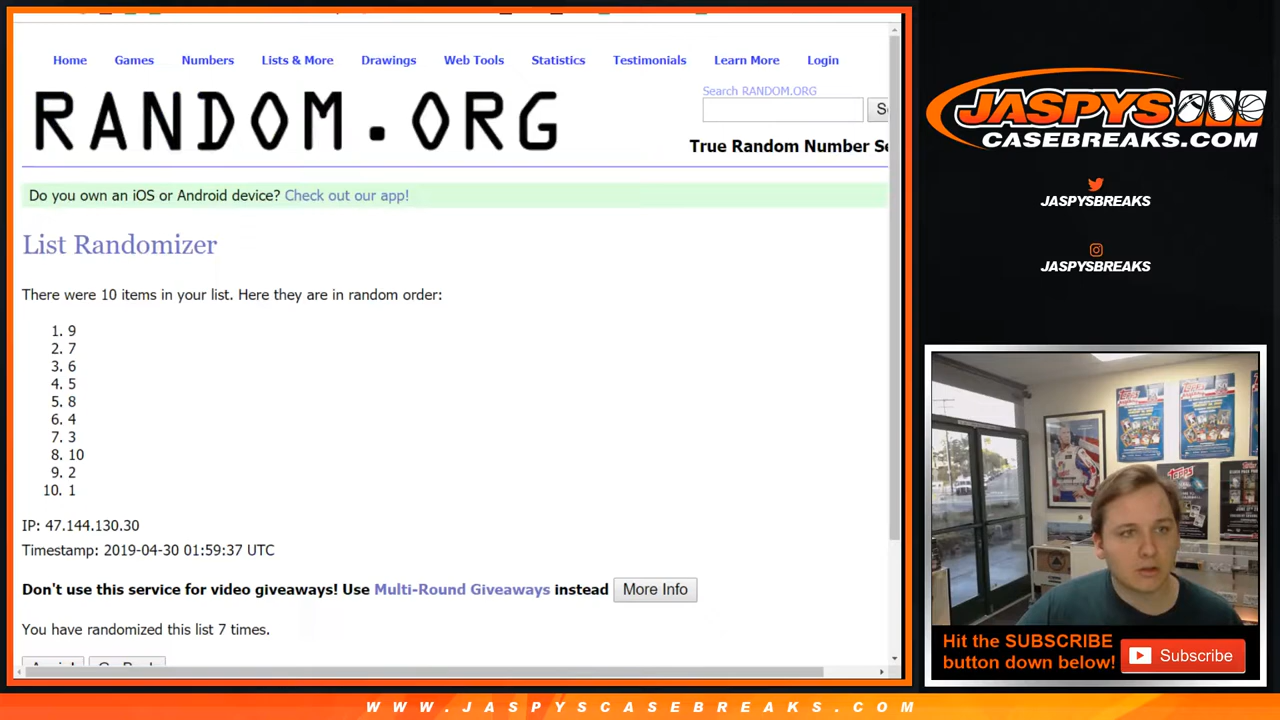 Home Games Numbers Lists & More Drawings Web Tools Statistics Testimonials Learn More Login
Search RANDOM.ORG
RANDOM.ORG
True Random Number Se
Do you own an iOS or Android device? Check out our app!
List Randomizer
There were 10 items in your list. Here they are in random order:
1. 9
2. 7
3. 6
4. 5
5. 8
6. 4
7. 3
8. 10
9. 2
10. 1
IP: 47.144.130.30
Timestamp: 2019-04-30 01:59:37 UTC
Don't use this service for video giveaways! Use Multi-Round Giveaways instead More Info
You have randomized this list 7 times.
JASPYS
CASEBREAKS.COM
JASPYSBREAKS
JASPYSBREAKS
Hit the SUBSCRIBE
button down below!
Subscribe
WWW.JASPYSCASEBREAKS.COM